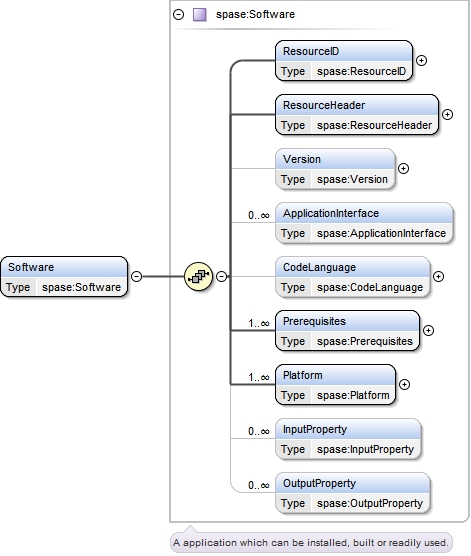 spase:Software
ResourceID
Type spase:ResourceID
ResourceHeader
Type spase:ResourceHeader
Version
Type spase:Version
0..∞ ApplicationInterface
Type spase:ApplicationInterface
Software
Type spase:Software
CodeLanguage
Type spase:CodeLanguage
1..∞ Prerequisites
Type spase:Prerequisites
1..∞ Platform
Type spase:Platform
0..∞ InputProperty
Type spase:InputProperty
0..∞ OutputProperty
Type spase:OutputProperty
A application which can be installed, built or readily used.